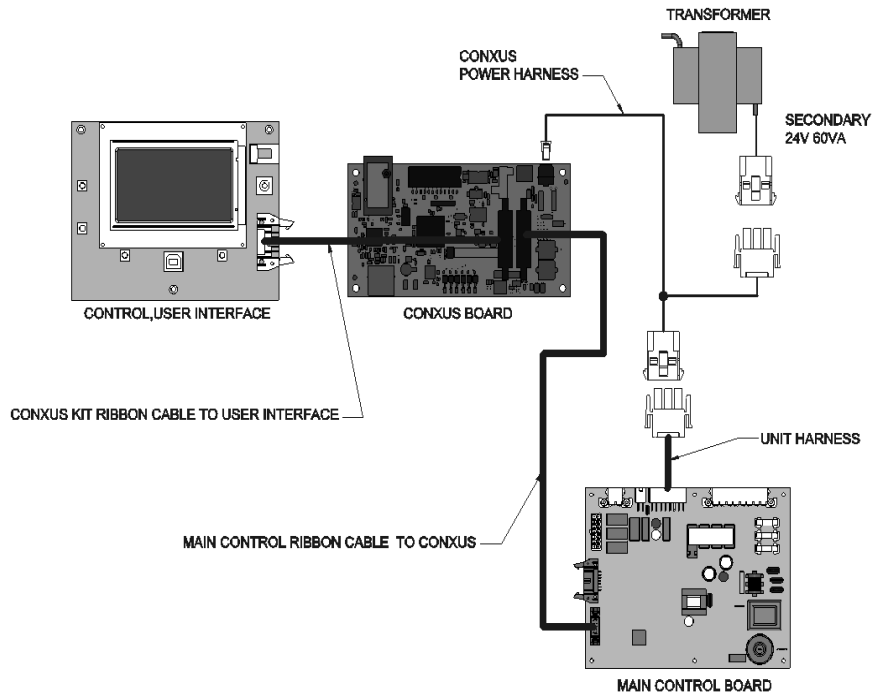 TRANSFORMER
CONXUS
POWER HARNESS
SECONDARY
24V 60VA
CONTROL,USER INTERFACE
CONXUS BOARD
CONXUS KIT RIBBON CABLE TO USER INTERFACE
UNIT HARNESS
MAIN CONTROL RIBBON CABLE TO CONXUS
MAIN CONTROL BOARD